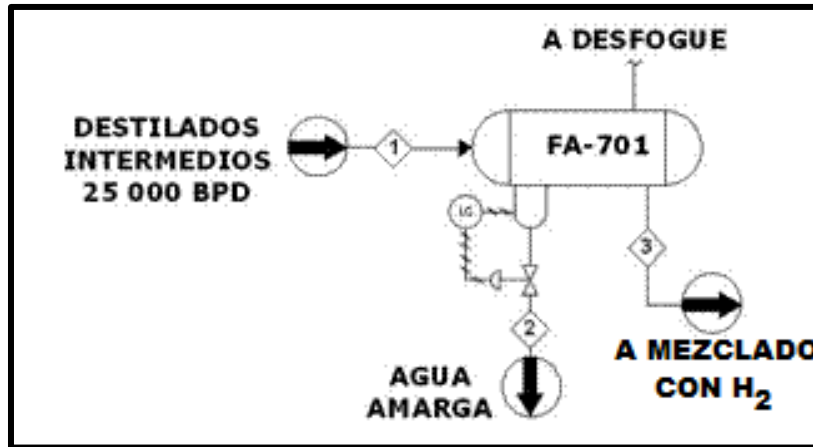 A DESFOGUE
DESTILADOS
INTERMEDIOS
25 000 BPD
1
FA-701
LC
3
2
A MEZCLADO
CON H₂
AGUA
AMARGA